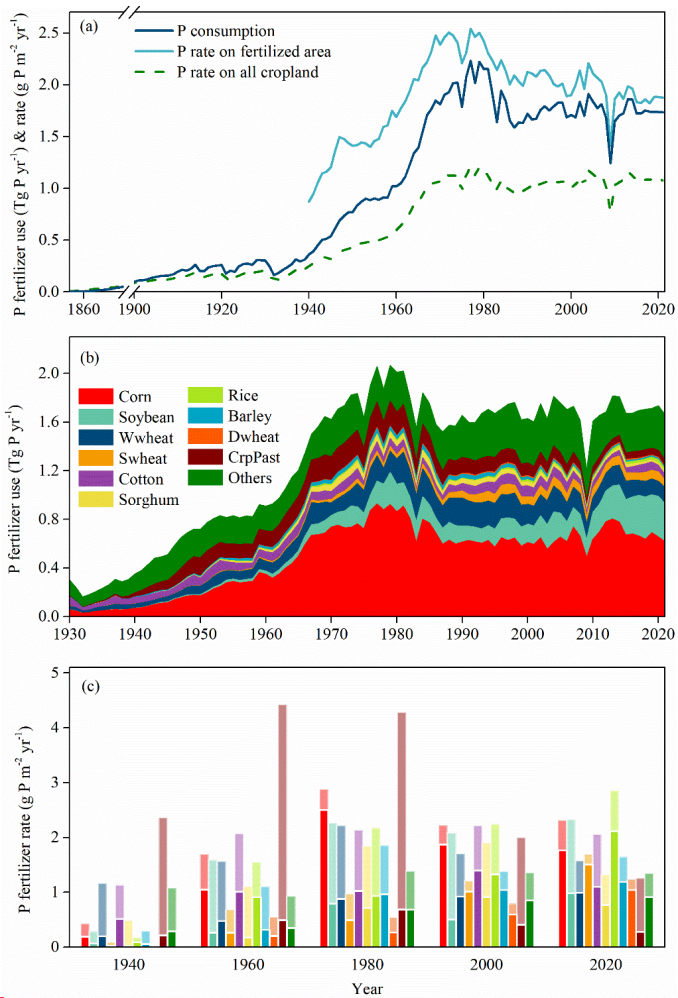 (a)
P consumption
P rate on fertilized area
P rate on all cropland
P fertilizer use (Tg P yr⁻¹) & rate (g P m⁻² yr⁻¹)
2.5
2.0
1.5
1.0
0.5
0.0
1860 1900 1920 1940 1960 1980 2000 2020
(b)
Corn
Soybean
Wwheat
Swheat
Cotton
Sorghum
Rice
Barley
Dwheat
CrpPast
Others
P fertilizer use (Tg P yr⁻¹)
2.0
1.6
1.2
0.8
0.4
0.0
1930 1940 1950 1960 1970 1980 1990 2000 2010 2020
(c)
P fertilizer rate (g P m⁻² yr⁻¹)
5
4
3
2
1
0
1940 1960 1980 2000 2020
Year